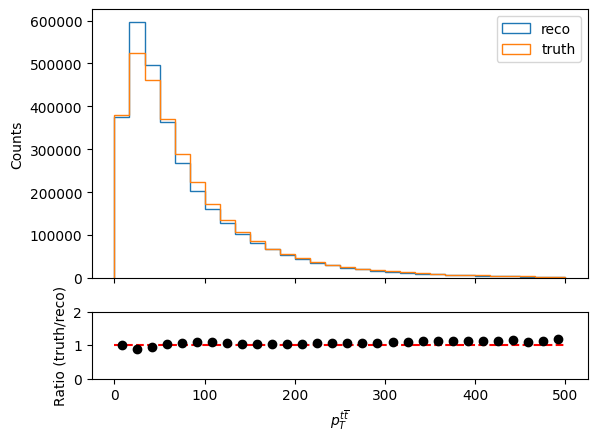 reco
truth
Counts
600000
500000
400000
300000
200000
100000
0
Ratio (truth/reco)
2
1
0
0 100 200 300 400 500
$p_T^{t\overline{t}}$